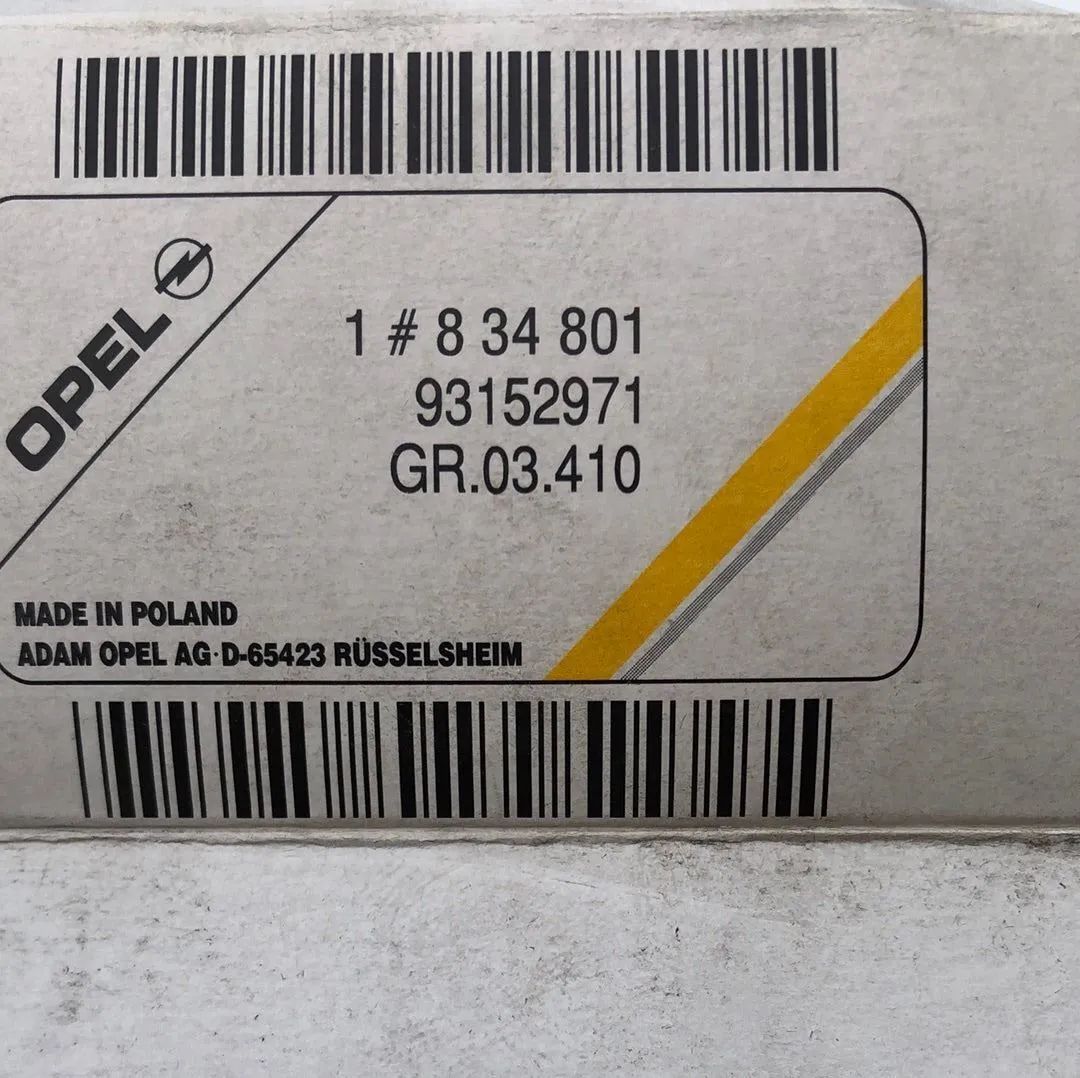 OPEL
1 # 8 34 801
93152971
GR.03.410
MADE IN POLAND
ADAM OPEL AG·D-65423 RÜSSELSHEIM